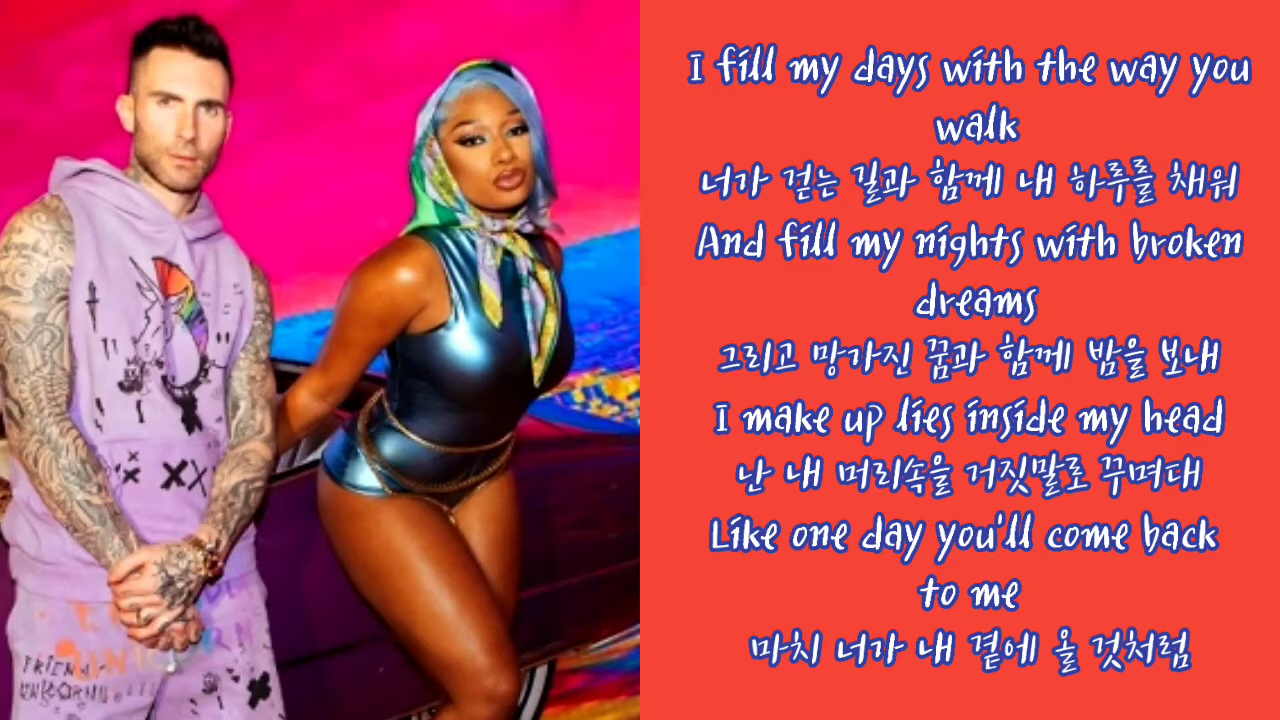 I fill my days with the way you
walk
너가 걷는 길과 함께 내 하루를 채워
And fill my nights with broken
dreams
그리고 망가진 꿈과 함께 밤을 보내
I make up lies inside my head
난 내 머리속을 거짓말로 꾸며대
Like one day you'll come back
to me
마치 너가 내 곁에 올 것처럼
XX